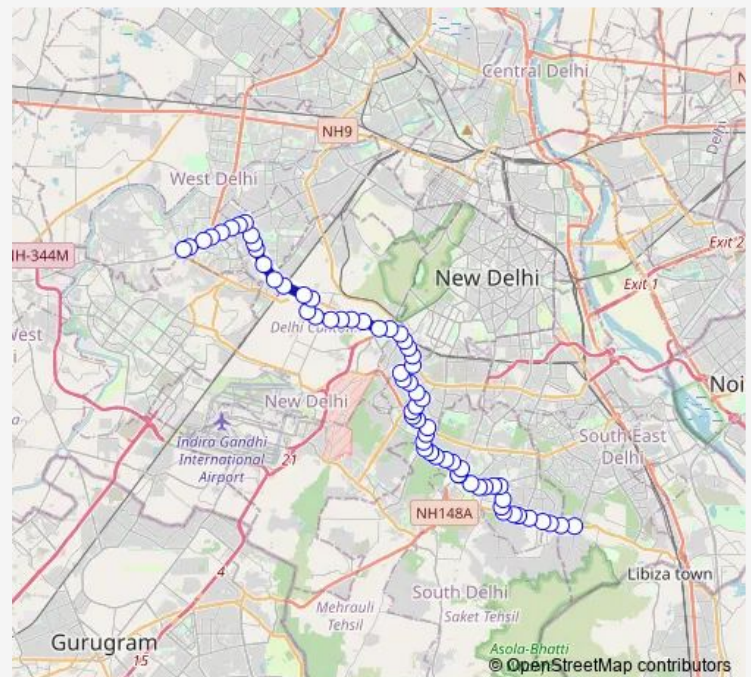 Central Delhi
NH9
Delhi
West Delhi
Exit 2
NH-344M
New Delhi
Exit 1
West
Delhi Canton
Noi
New Delhi
Indira Gandhi
International
Airport
21
South East
Delhi
NH148A
Libiza town
4
South Delhi
Mehrauli
Tehsil
Saket Tehsil
Gurugram
15
Asola-Bhatti
© OpenStreetMap contributors